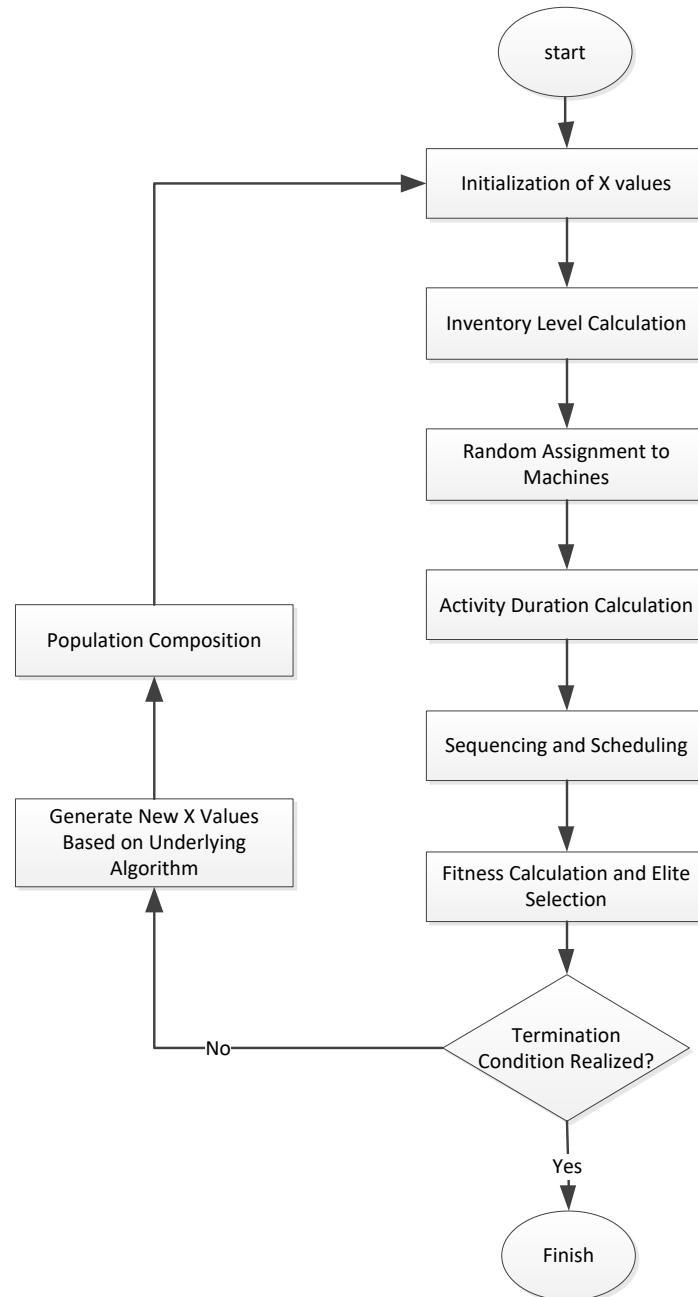 start
Initialization of X values
Inventory Level Calculation
Random Assignment to
Machines
Activity Duration Calculation
Population Composition
Sequencing and Scheduling
Generate New X Values
Based on Underlying
Algorithm
Fitness Calculation and Elite
Selection
Termination
Condition Realized?
No
Yes
Finish